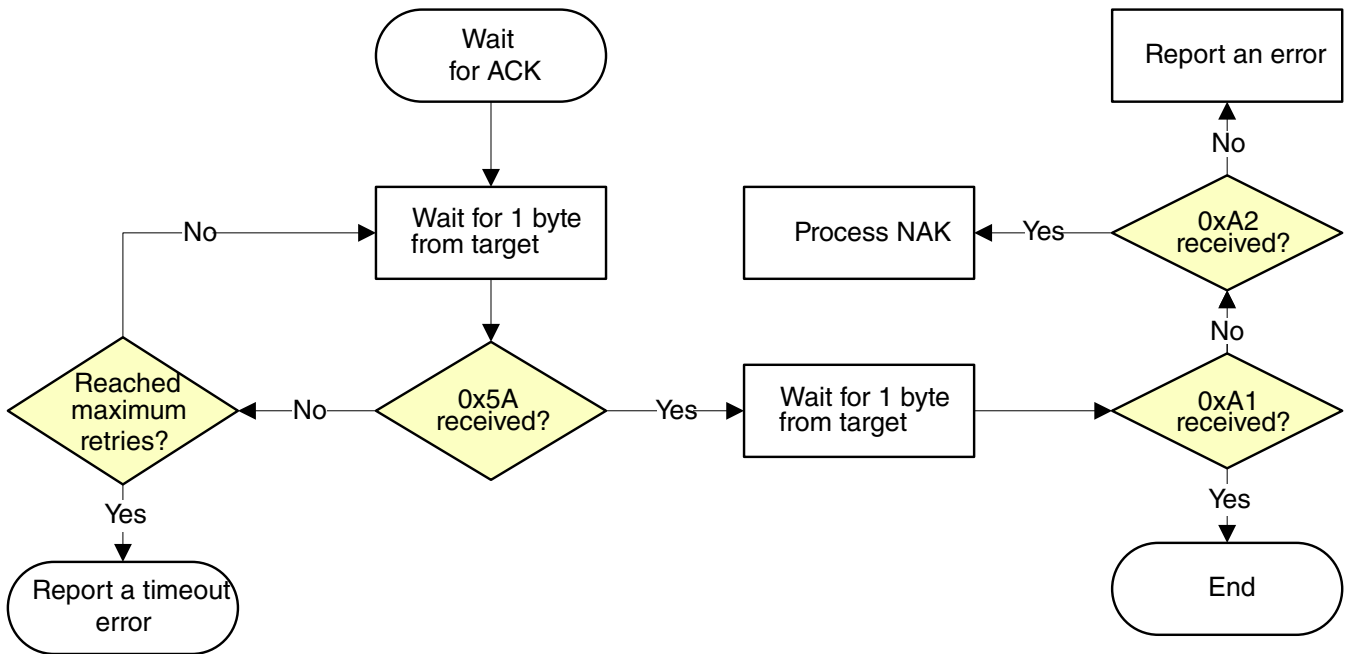 Wait
for ACK
Report an error
No
Wait for 1 byte
from target
Process NAK
Yes
0xA2
received?
No
No
Reached
maximum
retries?
No
0x5A
received?
Yes
Wait for 1 byte
from target
0xA1
received?
Yes
Yes
Report a timeout
error
End